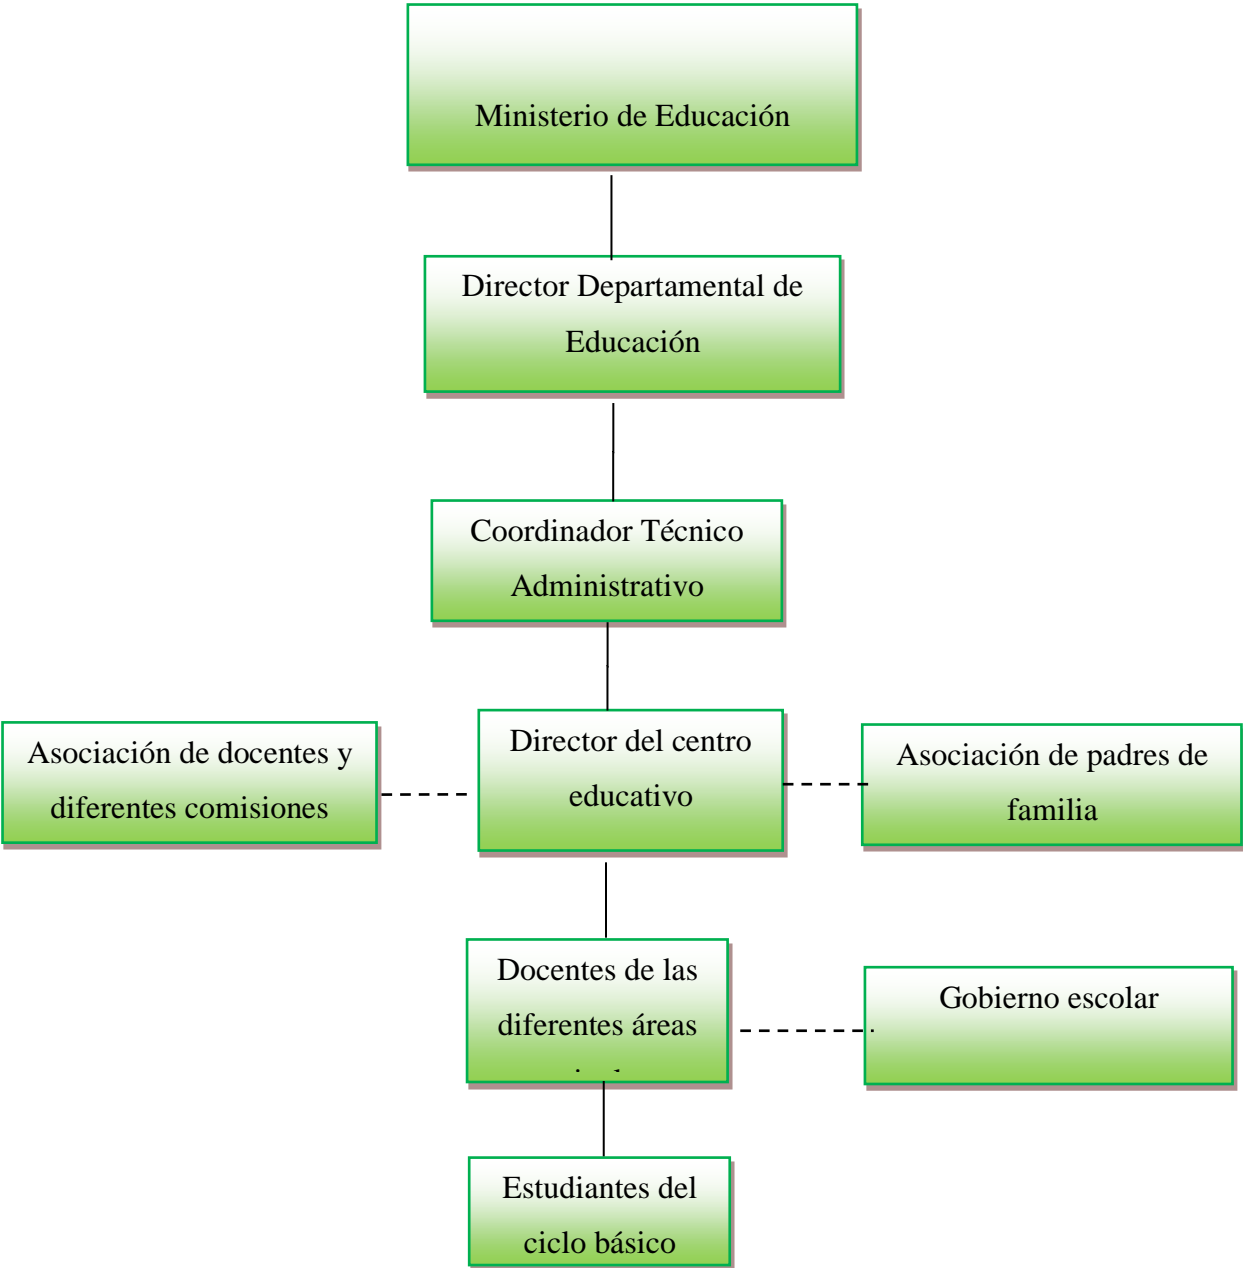 Ministerio de Educación
Director Departamental de
Educación
Coordinador Técnico
Administrativo
Asociación de docentes y
diferentes comisiones
Director del centro
educativo
Asociación de padres de
familia
Docentes de las
diferentes áreas
Gobierno escolar
Estudiantes del
ciclo básico